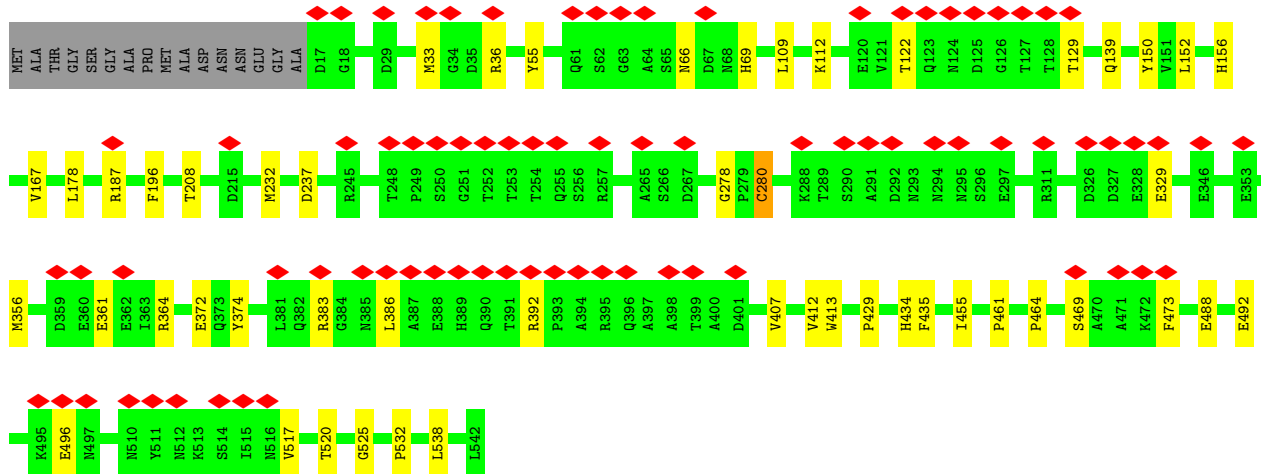 MET ALA THR GLY SER GLY ALA PRO MET ALA ASP ASN ASN GLU GLY ALA D17 G18 D29 M33 G34 D35 R36 Y55 Q61 S62 G63 A64 S65 N66 D67 N68 H69 L109 K112 E120 V121 T122 Q123 N124 D125 G126 T127 T128 T129 Q139 Y150 V151 L152 H156
V167 L178 R187 F196 T208 D215 M232 D237 R245 T248 P249 S250 G251 T252 T253 T254 Q255 S256 R257 A265 S266 D267 G278 P279 C280 K288 T289 S290 A291 D292 N293 N294 N295 S296 E297 R311 D326 D327 E328 E329 E346 E353
M356 D359 E360 E361 E362 I363 R364 E372 Q373 Y374 L381 Q382 R383 G384 N385 L386 A387 E388 H389 Q390 T391 R392 P393 A394 R395 Q396 A397 A398 T399 A400 D401 V407 V412 W413 P429 H434 F435 I455 P461 P464 S469 A470 A471 K472 F473 E488 E492
K495 E496 N497 N510 Y511 N512 K513 S514 I515 N516 V517 T520 G525 P532 L538 L542